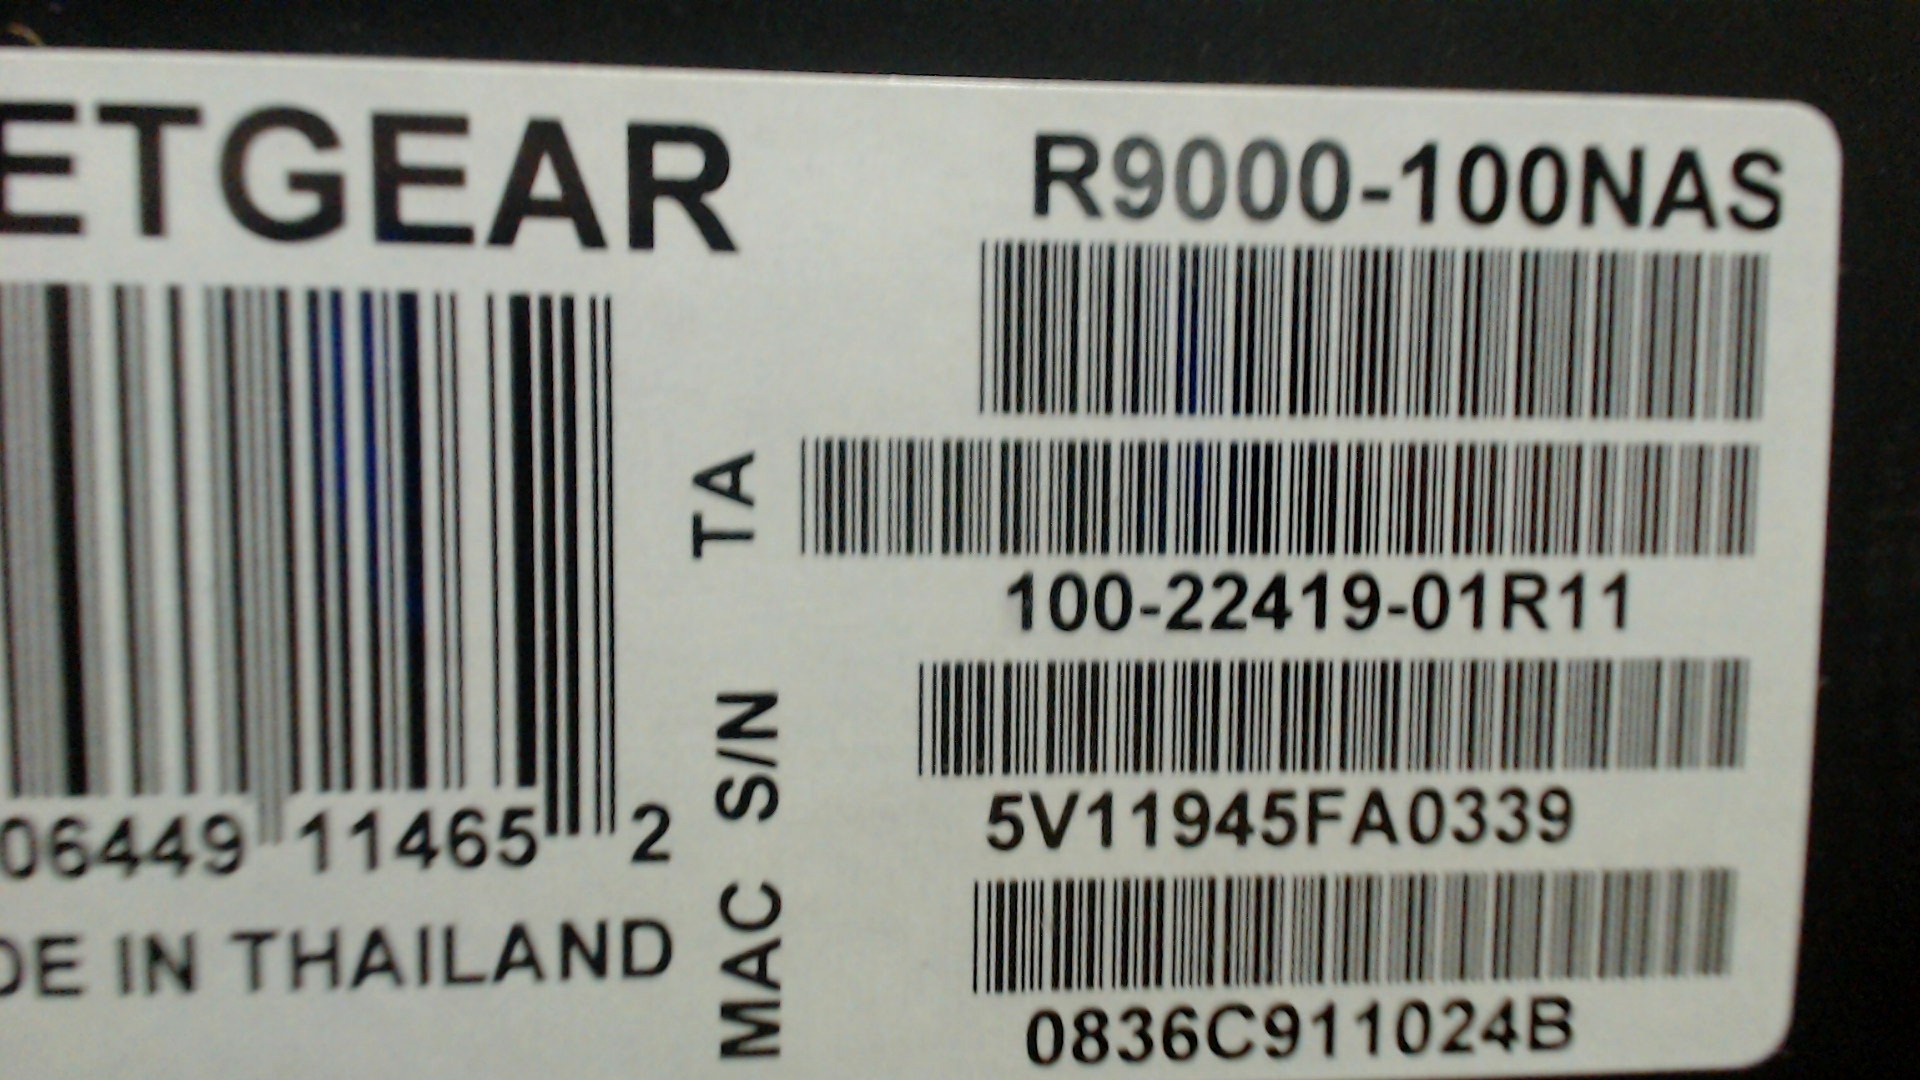 ETGEAR
R9000-100NAS
TA
100-22419-01R11
S/N
5V11945FA0339
06449 11465 2
DE IN THAILAND
MAC
0836C911024B